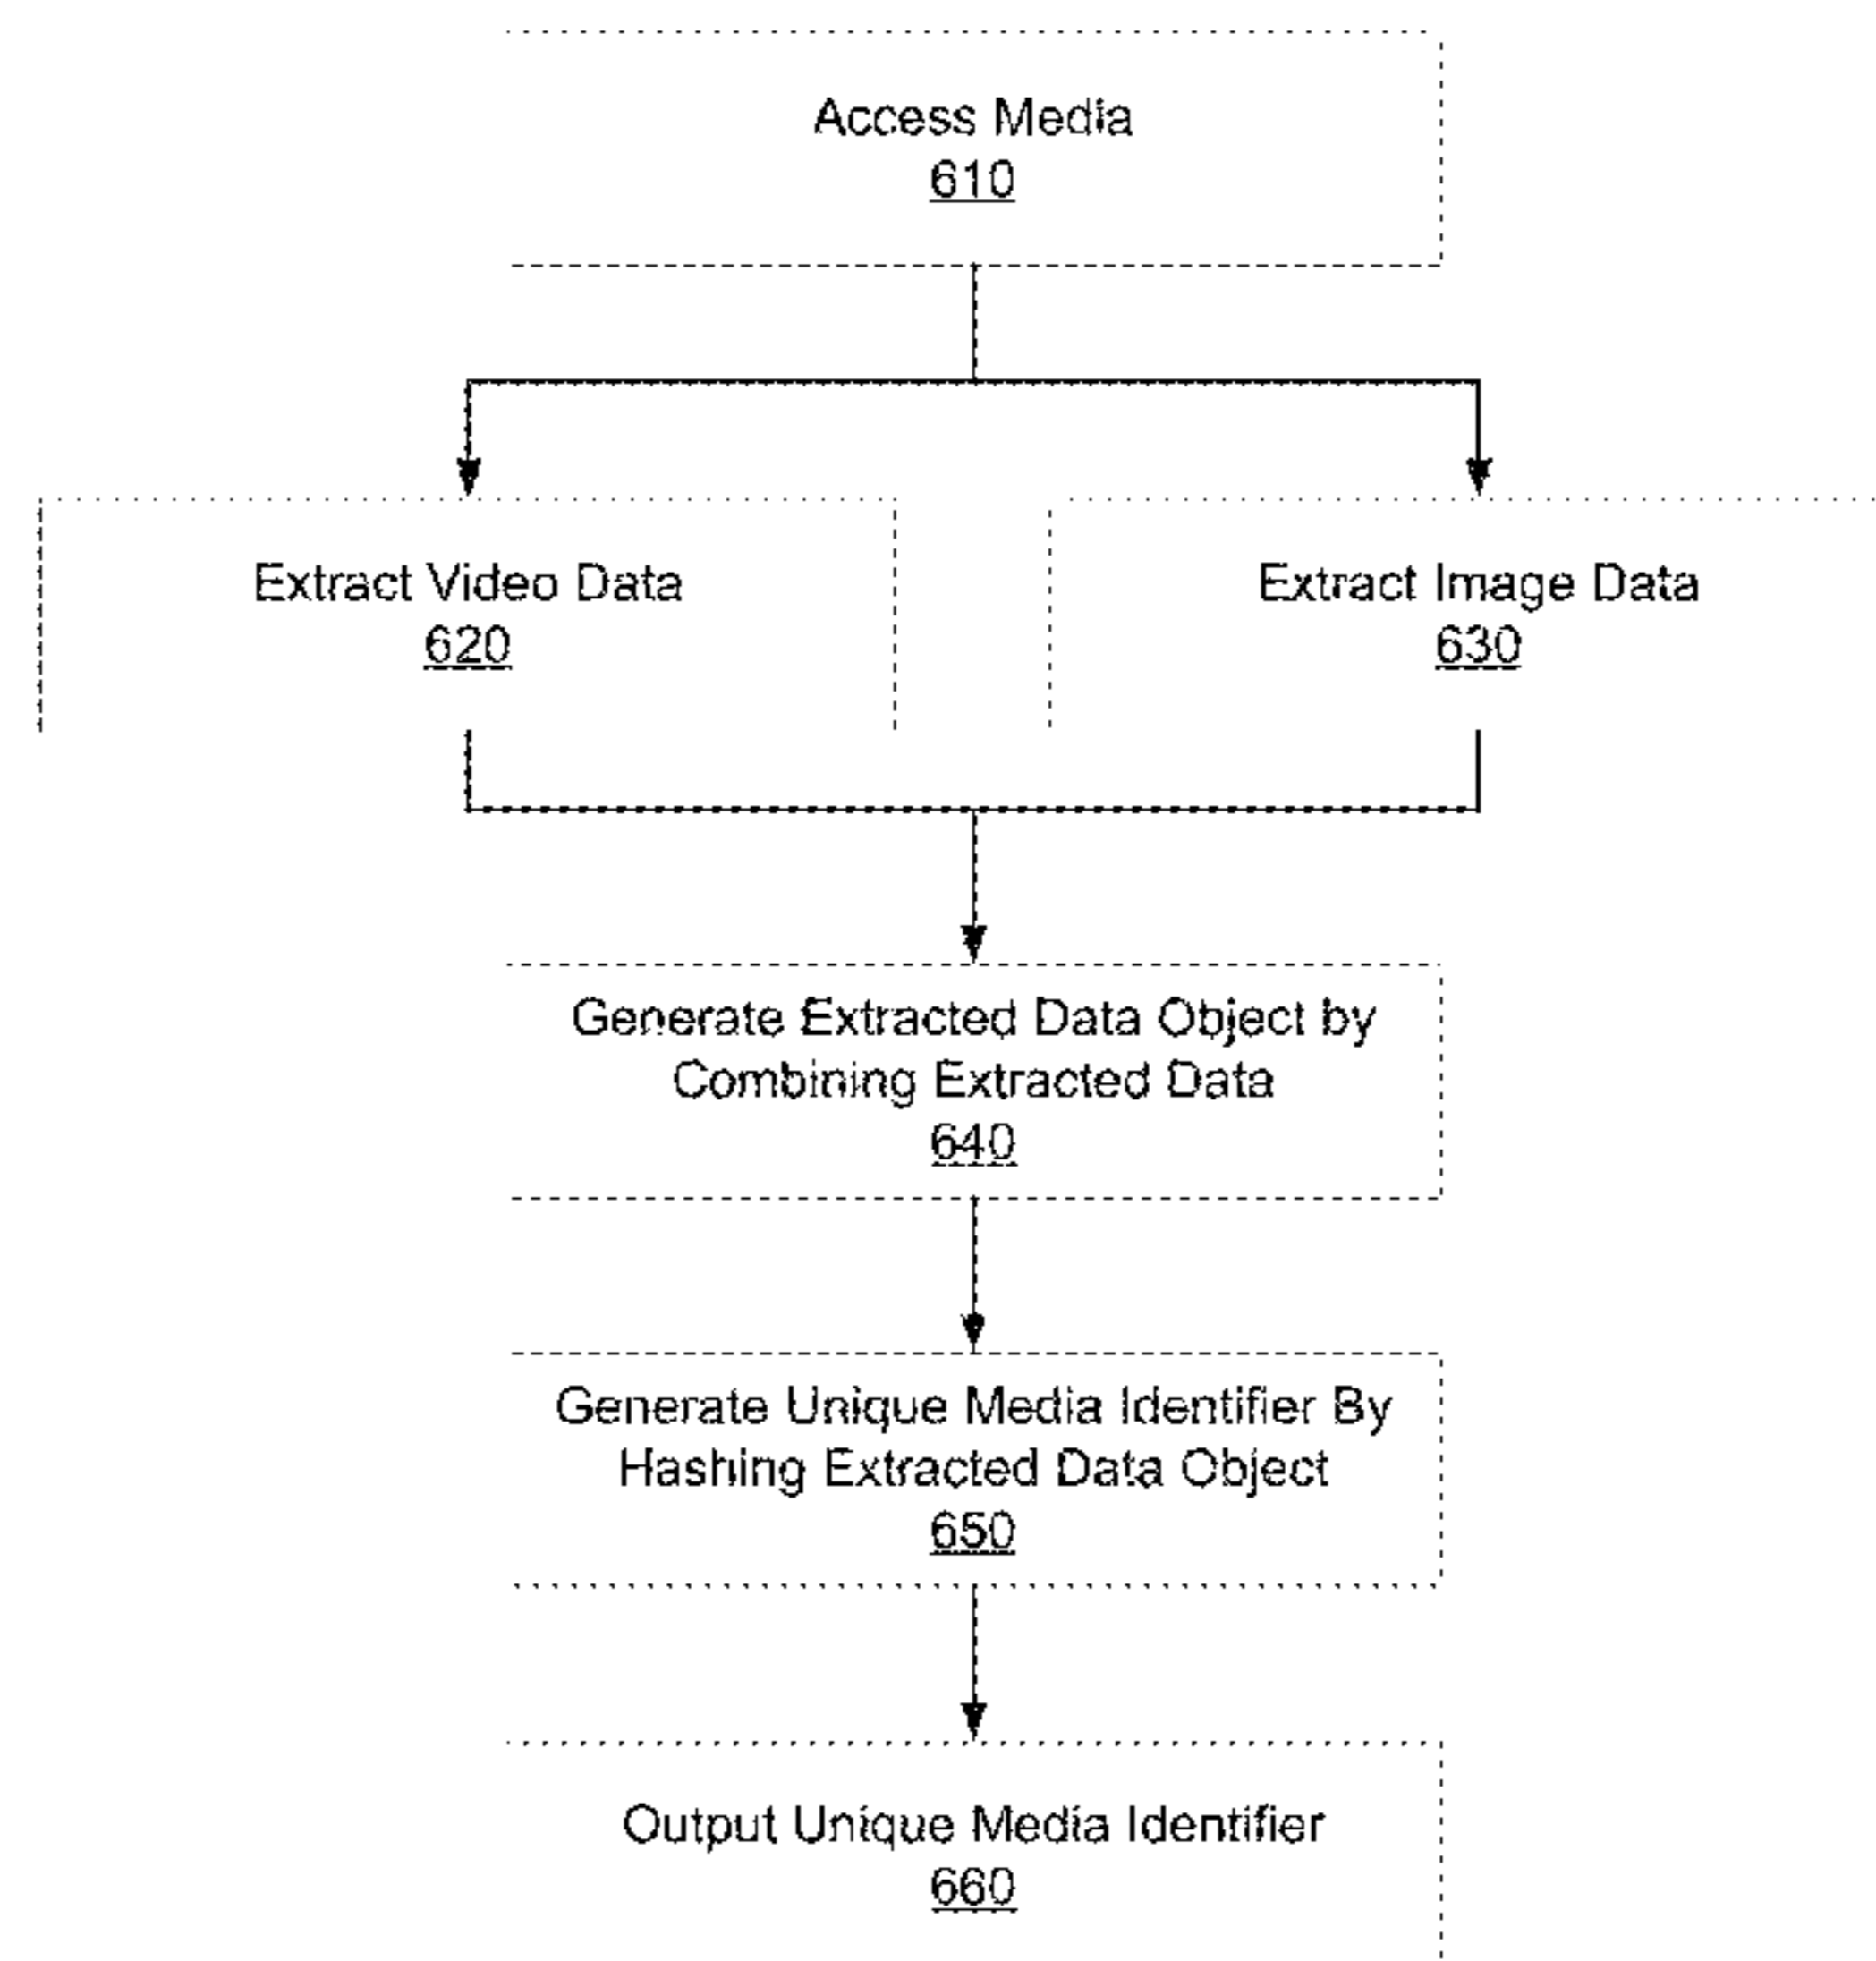 Access Media
610
Extract Video Data
620
Extract Image Data
630
Generate Extracted Data Object by
Combining Extracted Data
640
Generate Unique Media Identifier By
Hashing Extracted Data Object
650
Output Unique Media Identifier
660